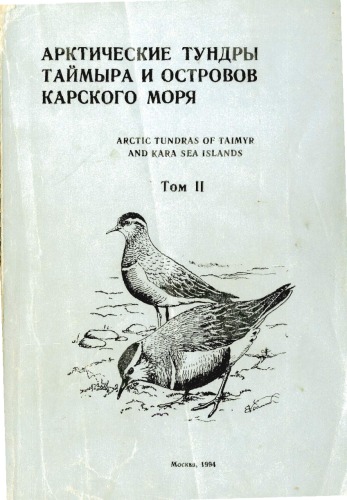 АРКТИЧЕСКИЕ ТУНДРЫ
ТАЙМЫРА И ОСТРОВОВ
КАРСКОГО МОРЯ
ARCTIC TUNDRAS OF TAIMYR
AND KARA SEA ISLANDS
Том II
Москва, 1994